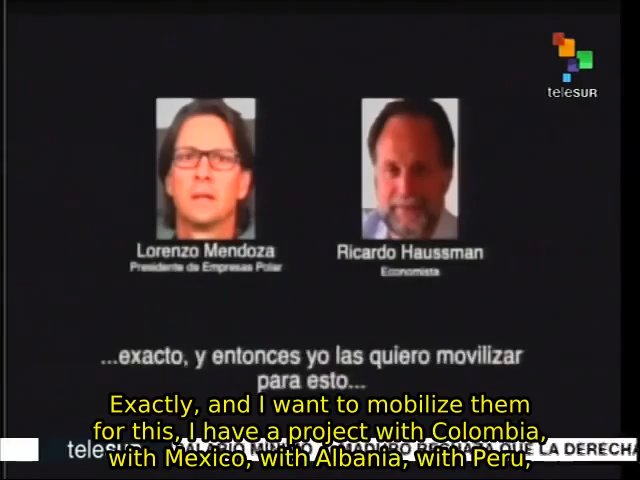 teleSUR
Lorenzo Mendoza
Presidente de Empresas Polar
Ricardo Haussman
Economista
...exacto, y entonces yo las quiero movilizar
para esto...
Exactly, and I want to mobilize them
for this, I have a project with Colombia,
with Mexico, with Albania, with Peru,
QUE LA DERECHA